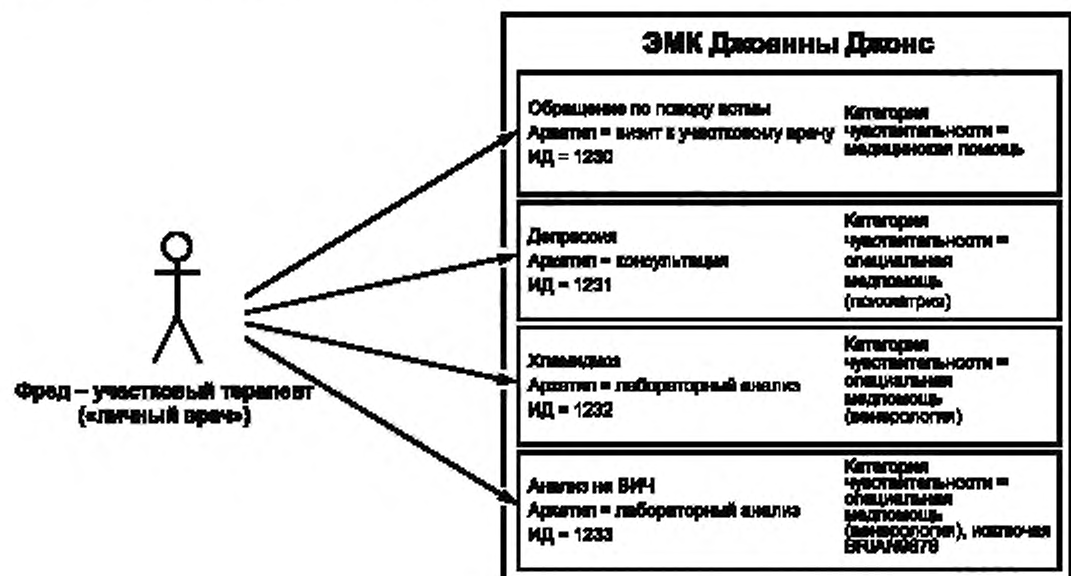 ЭМК Джоанны Джонс
Обращение по поводу астмы
Архетип = визит к участковому врачу
ИД = 1230
Категория
чувствительности =
медицинская помощь
Депрессия
Архетип = консультация
ИД = 1231
Категория
чувствительности =
специальная
медпомощь
(психиатрия)
Хламидиоз
Архетип = лабораторный анализ
ИД = 1232
Категория
чувствительности =
специальная
медпомощь
(венерология)
Анализ на ВИЧ
Архетип = лабораторный анализ
ИД = 1233
Категория
чувствительности =
специальная
медпомощь
(венерология), исключая
Фред – участковый терапевт
(«личный врач»)